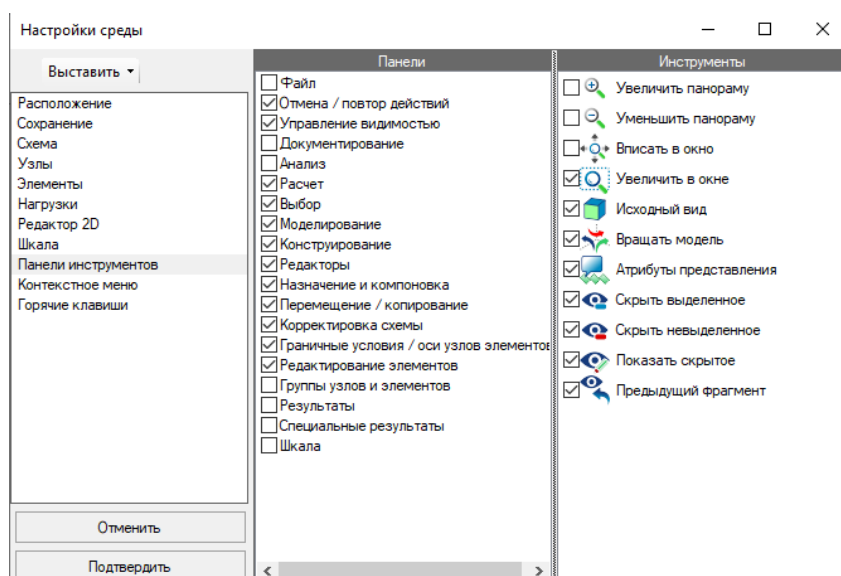 Настройки среды
Выставить
Расположение
Сохранение
Схема
Узлы
Элементы
Нагрузки
Редактор 2D
Шкала
Панели инструментов
Контекстное меню
Горячие клавиши
Отменить
Подтвердить
Панели
Файл
Отмена / повтор действий
Управление видимостью
Документирование
Анализ
Расчет
Выбор
Моделирование
Конструирование
Редакторы
Назначение и компоновка
Перемещение / копирование
Корректировка схемы
Граничные условия / оси узлов элементов
Редактирование элементов
Группы узлов и элементов
Результаты
Специальные результаты
Шкала
Инструменты
Увеличить панораму
Уменьшить панораму
Вписать в окно
Увеличить в окне
Исходный вид
Вращать модель
Атрибуты представления
Скрыть выделенное
Скрыть невыделенное
Показать скрытое
Предыдущий фрагмент